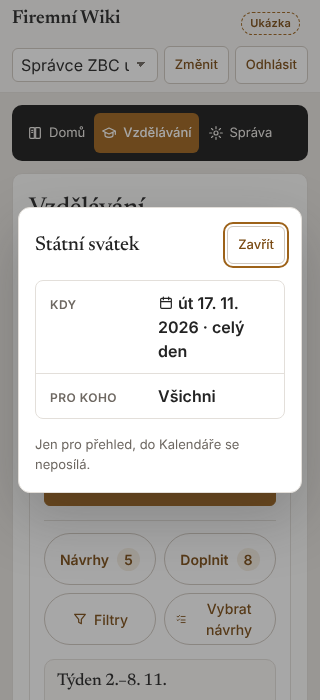 Firemní Wiki
Ukázka
Správce ZBC u
Změnit
Odhlásit
Domů
Vzdělávání
Správa
Vzdělávání
Státní svátek
Zavřít
KDY
út 17. 11.
2026 · celý
den
PRO KOHO
Všichni
Jen pro přehled, do Kalendáře se
neposílá.
Návrhy 5
Doplnit 8
Filtry
Vybrat
návrhy
Týden 2.–8. 11.